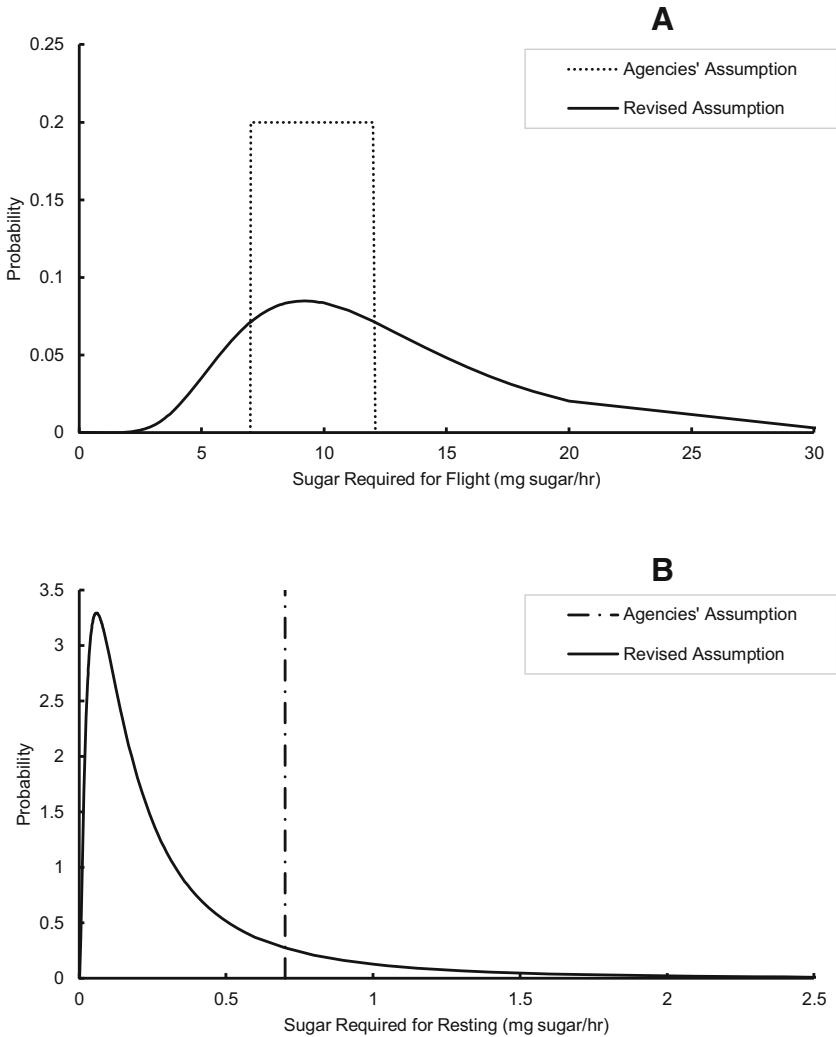 A
0.25
0.2
0.15
0.1
0.05
0
Probability
Agencies' Assumption
Revised Assumption
0 5 10 15 20 25 30
Sugar Required for Flight (mg sugar/hr)
B
3.5
3
2.5
2
1.5
1
0.5
0
Probability
Agencies' Assumption
Revised Assumption
0 0.5 1 1.5 2 2.5
Sugar Required for Resting (mg sugar/hr)